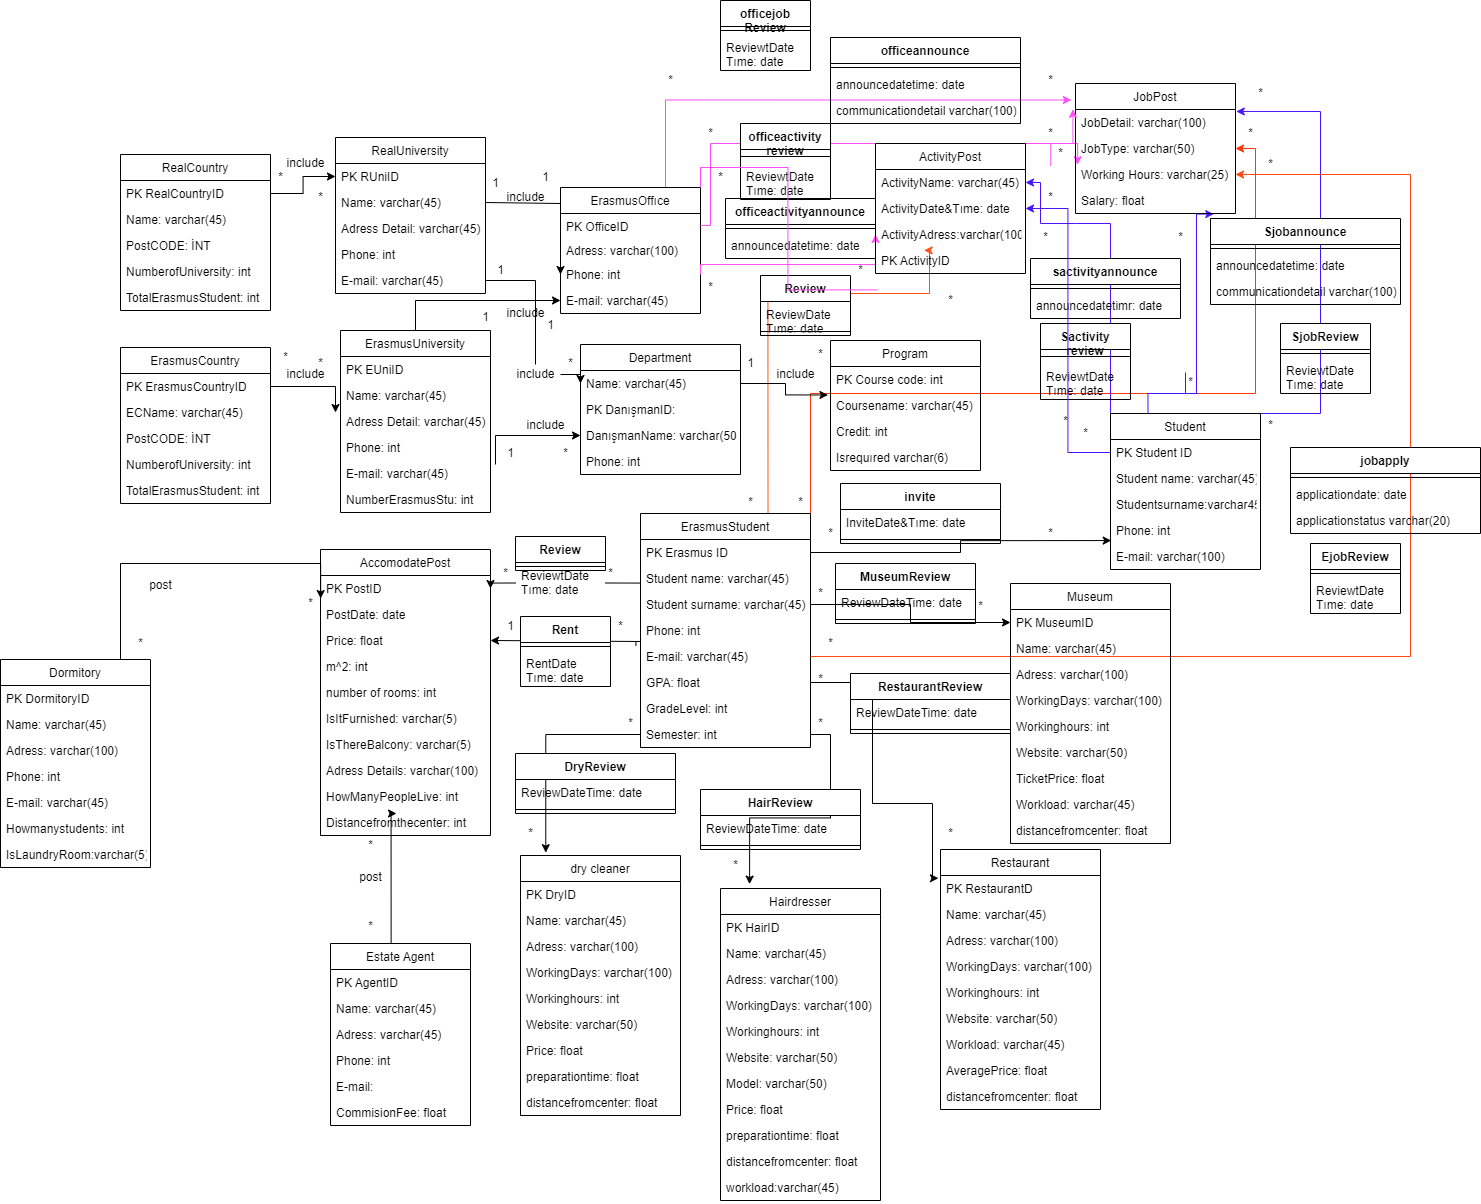 officejob
Review
ReviewtDate
Tıme: date
officeannounce
announcedatetime: date
communicationdetail varchar(100)
*
*
*
JobPost
JobDetail: varchar(100)
JobType: varchar(50)
Working Hours: varchar(25)
Salary: float
officeactivity
review
ReviewtDate
Tıme: date
officeactivityannounce
announcedatetime: date
ActivityPost
ActivityName: varchar(45)
ActivityDate&Tıme: date
ActivityAdress:varchar(100
PK ActivityID
RealCountry
PK RealCountryID
Name: varchar(45)
PostCODE: İNT
NumberofUniversity: int
TotalErasmusStudent: int
include
*
*
RealUniversity
PK RUniID
Name: varchar(45)
Adress Detail: varchar(45)
Phone: int
E-mail: varchar(45)
1
1
include
ErasmusOffice
PK OfficeID
Adress: varchar(100)
Phone: int
E-mail: varchar(45)
*
*
*
*
*
*
*
*
*
*
*
*
1
1
include
1
sactivityannounce
announcedatetimr: date
Sjobannounce
announcedatetime: date
communicationdetail varchar(100)
Review
ReviewDate
Tıme: date
Sactivity
review
ReviewtDate
Tıme: date
SjobReview
ReviewtDate
Tıme: date
ErasmusCountry
PK ErasmusCountryID
ECName: varchar(45)
PostCODE: İNT
NumberofUniversity: int
TotalErasmusStudent: int
*
*
include
ErasmusUniversity
PK EUniID
Name: varchar(45)
Adress Detail: varchar(45)
Phone: int
E-mail: varchar(45)
NumberErasmusStu: int
include
*
Department
Name: varchar(45)
PK DanışmanID:
DanışmanName: varchar(50
Phone: int
include
1
*
1
include
*
Program
PK Course code: int
Coursename: varchar(45)
Credit: int
Isrequıred varchar(6)
*
*
*
*
Student
PK Student ID
Student name: varchar(45)
Studentsurname:varchar45
Phone: int
E-mail: varchar(100)
jobapply
applicationdate: date
applicationstatus varchar(20)
EjobReview
ReviewtDate
Tıme: date
invite
InviteDate&Tıme: date
*
*
*
*
ErasmusStudent
PK Erasmus ID
Student name: varchar(45)
Student surname: varchar(45)
Phone: int
E-mail: varchar(45)
GPA: float
GradeLevel: int
Semester: int
Review
ReviewtDate
Tıme: date
*
*
Rent
RentDate
Tıme: date
1
*
AccomodatePost
PK PostID
PostDate: date
Price: float
m^2: int
number of rooms: int
IsItFurnished: varchar(5)
IsThereBalcony: varchar(5)
Adress Details: varchar(100)
HowManyPeopleLive: int
Distancefromthecenter: int
post
*
*
Dormitory
PK DormitoryID
Name: varchar(45)
Adress: varchar(100)
Phone: int
E-mail: varchar(45)
Howmanystudents: int
IsLaundryRoom:varchar(5)
MuseumReview
ReviewDateTime: date
*
*
*
Museum
PK MuseumID
Name: varchar(45)
Adress: varchar(100)
WorkingDays: varchar(100)
Workinghours: int
Website: varchar(50)
TicketPrice: float
Workload: varchar(45)
distancefromcenter: float
RestaurantReview
ReviewDateTime: date
*
*
*
*
DryReview
ReviewDateTime: date
HairReview
ReviewDateTime: date
*
*
*
post
*
*
Estate Agent
PK AgentID
Name: varchar(45)
Adress: varchar(45)
Phone: int
E-mail:
CommisionFee: float
dry cleaner
PK DryID
Name: varchar(45)
Adress: varchar(100)
WorkingDays: varchar(100)
Workinghours: int
Website: varchar(50)
Price: float
preparationtime: float
distancefromcenter: float
Hairdresser
PK HairID
Name: varchar(45)
Adress: varchar(100)
WorkingDays: varchar(100)
Workinghours: int
Website: varchar(50)
Model: varchar(50)
Price: float
preparationtime: float
distancefromcenter: float
workload:varchar(45)
Restaurant
PK RestaurantD
Name: varchar(45)
Adress: varchar(100)
WorkingDays: varchar(100)
Workinghours: int
Website: varchar(50)
Workload: varchar(45)
AveragePrice: float
distancefromcenter: float